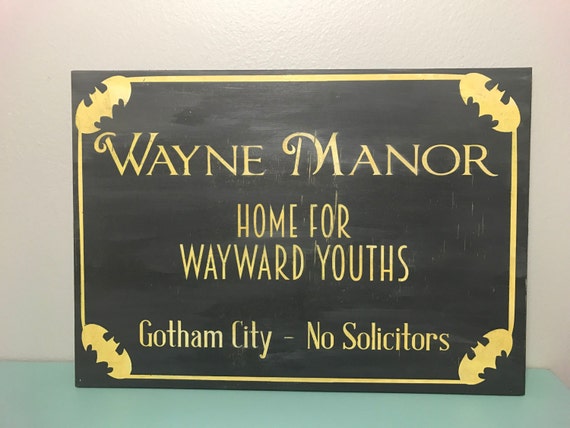 Wayne Manor
Home for
Wayward Youths
Gotham City - No Solicitors